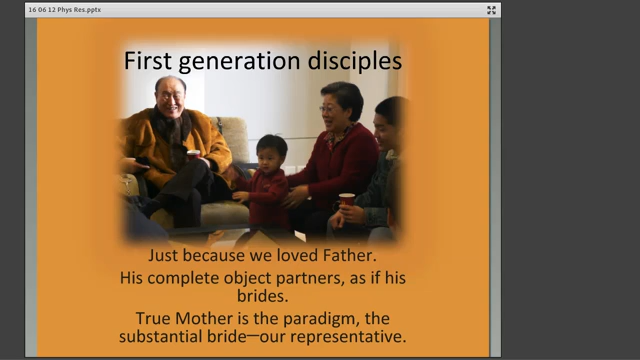 16 06 12 Phys Res.pptx
First generation disciples
Just because we loved Father.
His complete object partners, as if his
brides.
True Mother is the paradigm, the
substantial bride—our representative.